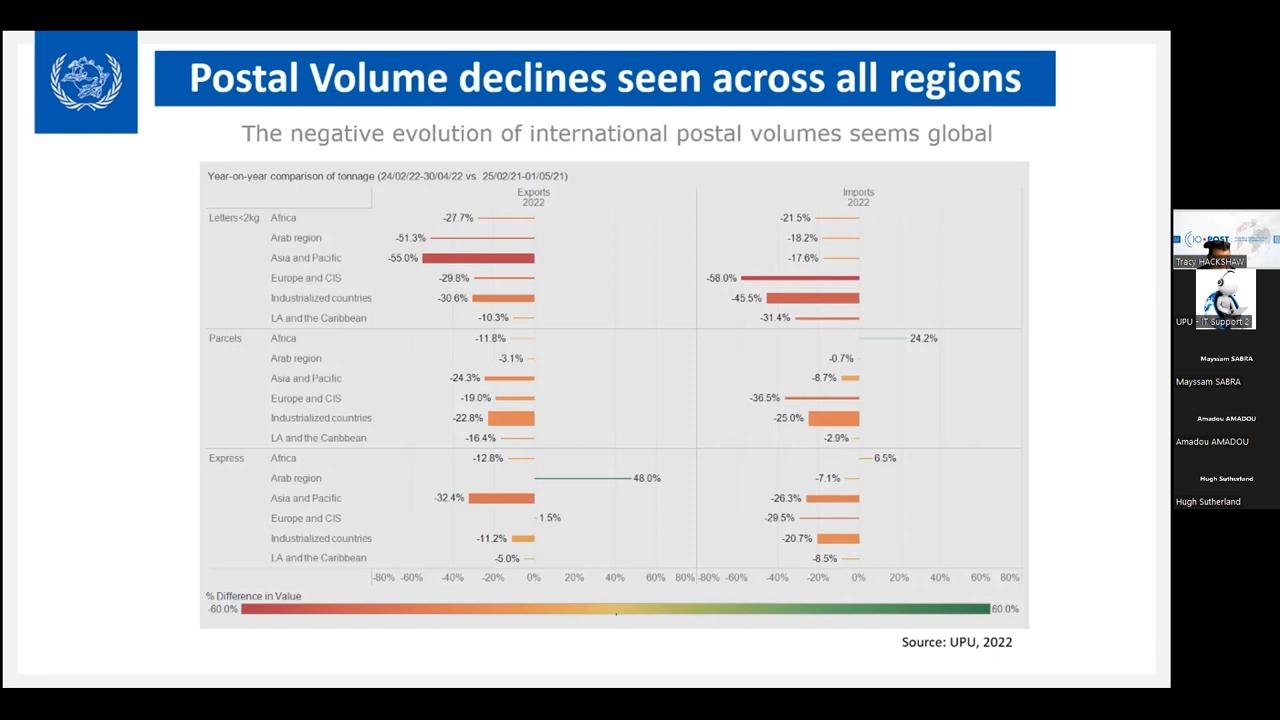 Postal Volume declines seen across all regions
The negative evolution of international postal volumes seems global
Year-on-year comparison of tonnage (24/02/22-30/04/22 vs. 25/02/21-01/05/21)
Exports Imports
2022 2022
Letters<2kg Africa -27.7% -21.5%
Arab region -51.3% -18.2%
Asia and Pacific -55.0% -17.6%
Europe and CIS -29.8% -58.0%
Industrialized countries -30.6% -45.5%
LA and the Caribbean -10.3% -31.4%
Parcels Africa -11.8% 24.2%
Arab region -3.1% -0.7%
Asia and Pacific -24.3% -8.7%
Europe and CIS -19.0% -36.5%
Industrialized countries -22.8% -25.0%
LA and the Caribbean -16.4% -2.9%
Express Africa -12.8% 6.5%
Arab region 48.0% -7.1%
Asia and Pacific -32.4% -26.3%
Europe and CIS 1.5% -29.5%
Industrialized countries -11.2% -20.7%
LA and the Caribbean -5.0% -8.5%
-80% -60% -40% -20% 0% 20% 40% 60% 80% -80% -60% -40% -20% 0% 20% 40% 60% 80%
% Difference in Value
-60.0% 60.0%
Source: UPU, 2022
POST
Tracy HACKSHAW
UPU - IT Support 2
Mayssam SABRA
Mayssam SABRA
Amadou AMADOU
Amadou AMADOU
Hugh Sutherland
Hugh Sutherland